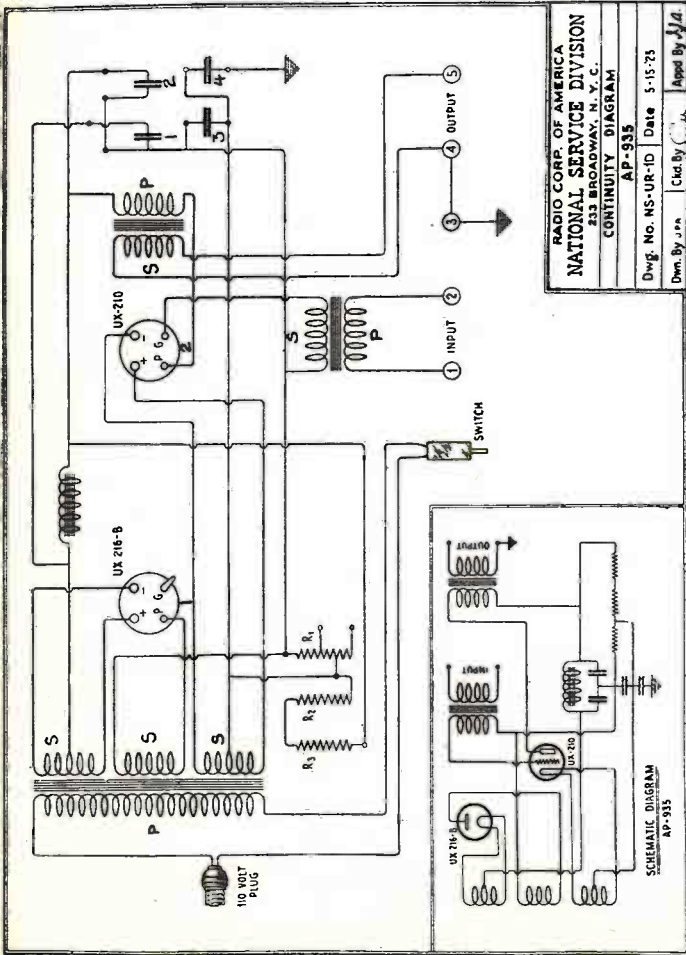 110 VOLT
PLUG
P
S
S
S
UX 216-B
+
-
P
G
R1
R2
R3
SWITCH
UX-210
+
-
P
G
2
S
P
S
P
1
INPUT
2
1
2
3
4
3
4
OUTPUT
5
UX 216-B
UX-210
INPUT
OUTPUT
SCHEMATIC DIAGRAM
AP-935
RADIO CORP. OF AMERICA
NATIONAL SERVICE DIVISION
233 BROADWAY, N. Y. C.
CONTINUITY DIAGRAM
AP-935
Dwg. No. NS-UR-1D Date 5-15-25
Dwn. By JPA Ckd. By Appd By